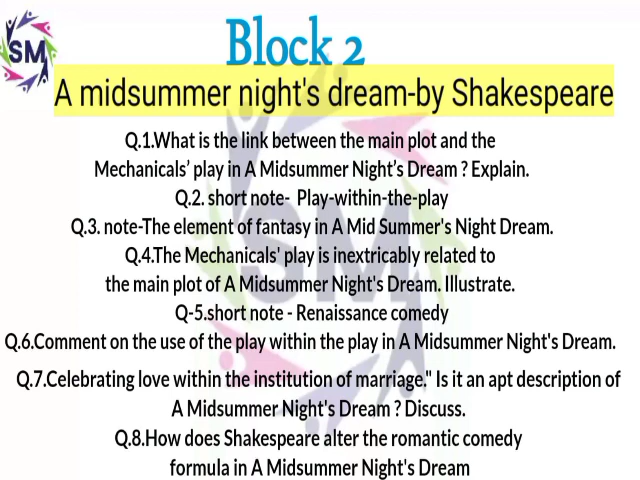 SM
Block 2
A midsummer night's dream-by Shakespeare
Q.1.What is the link between the main plot and the
Mechanicals' play in A Midsummer Night's Dream ? Explain.
Q.2. short note- Play-within-the-play
Q.3. note-The element of fantasy in A Mid Summer's Night Dream.
Q.4.The Mechanicals' play is inextricably related to
the main plot of A Midsummer Night's Dream. Illustrate.
Q-5.short note - Renaissance comedy
Q.6.Comment on the use of the play within the play in A Midsummer Night's Dream.
Q.7.Celebrating love within the institution of marriage." Is it an apt description of
A Midsummer Night's Dream ? Discuss.
Q.8.How does Shakespeare alter the romantic comedy
formula in A Midsummer Night's Dream
SM